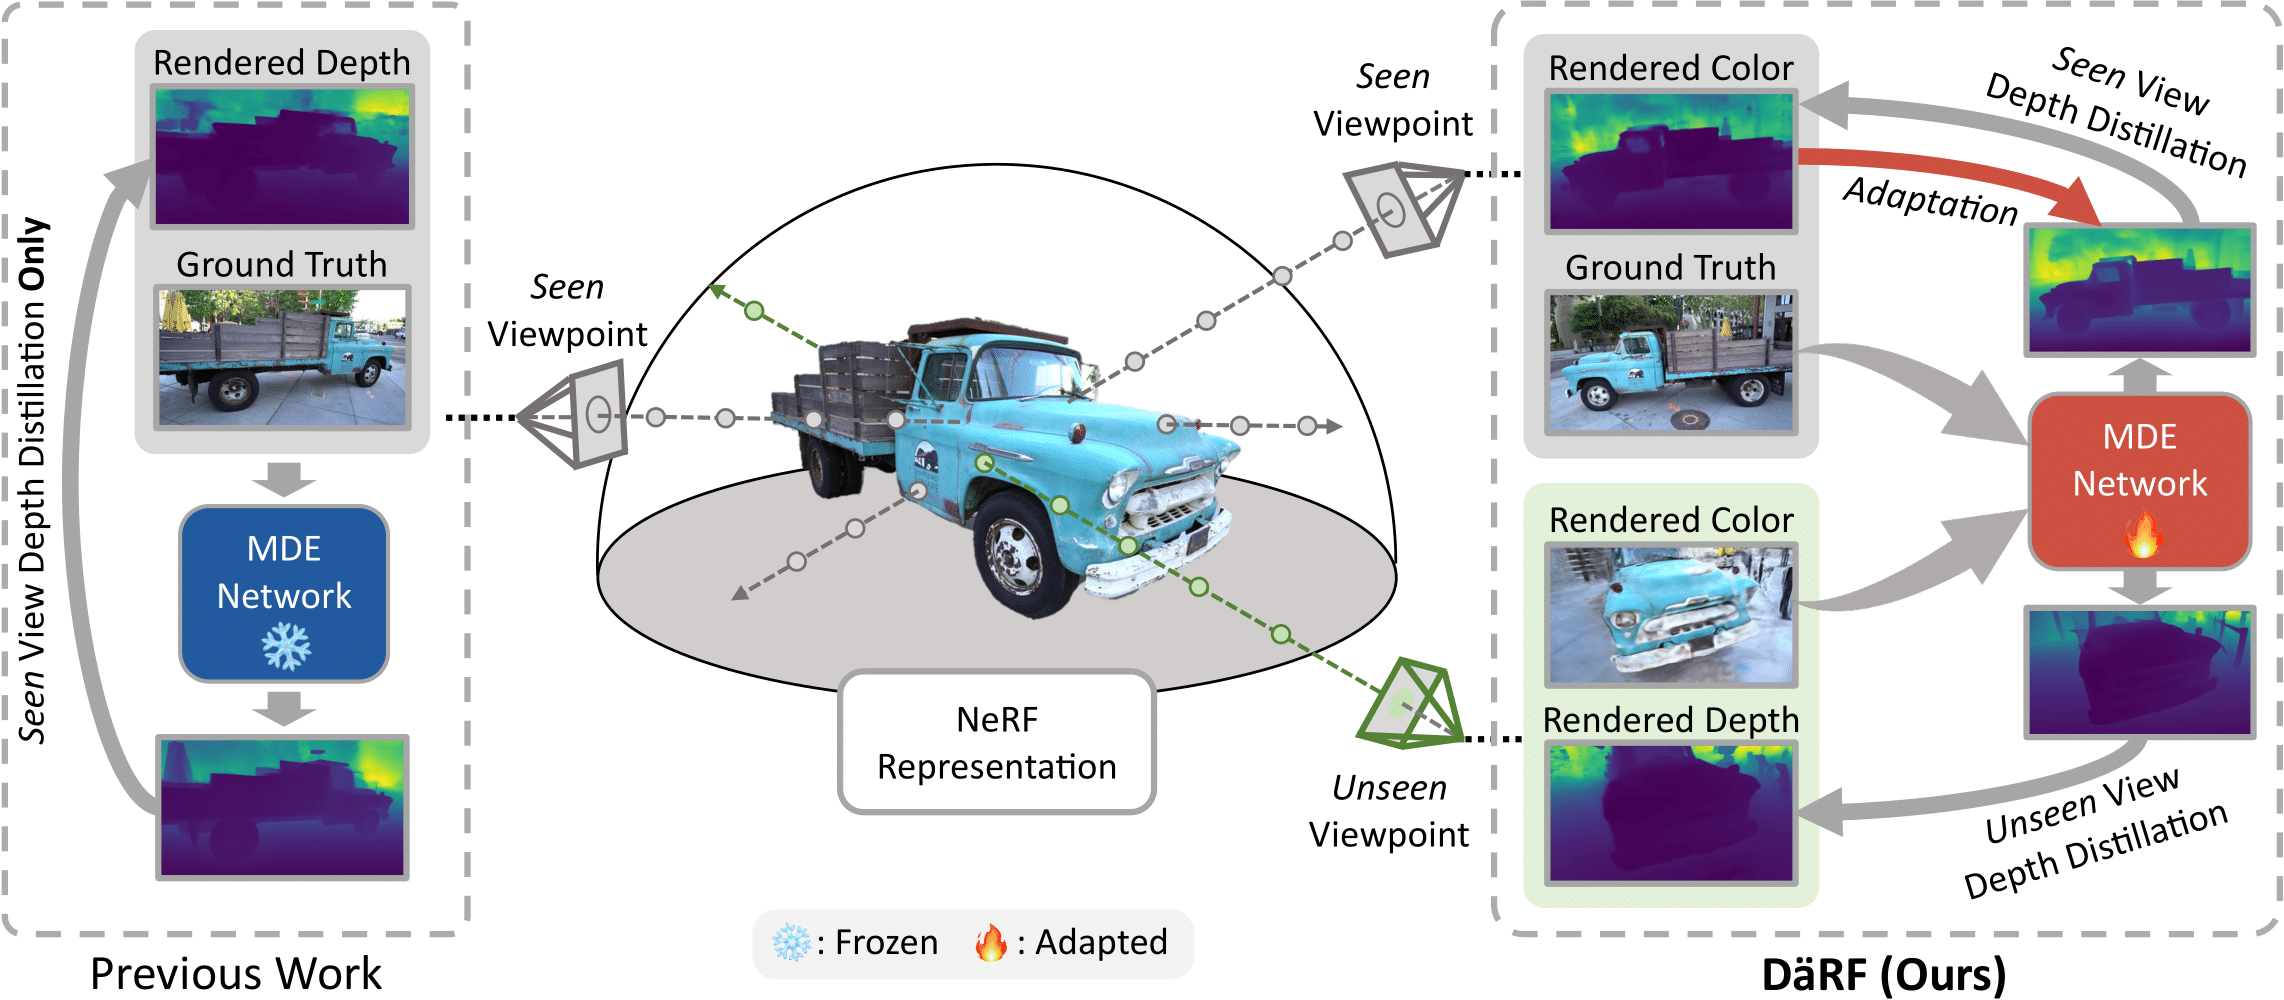 Rendered Depth
Ground Truth
Seen View Depth Distillation Only
MDE
Network
Previous Work
Seen
Viewpoint
NeRF
Representation
: Frozen
: Adapted
Seen
Viewpoint
Unseen
Viewpoint
Rendered Color
Ground Truth
Rendered Color
Rendered Depth
Seen View
Depth Distillation
Adaptation
MDE
Network
Unseen View
Depth Distillation
DäRF (Ours)